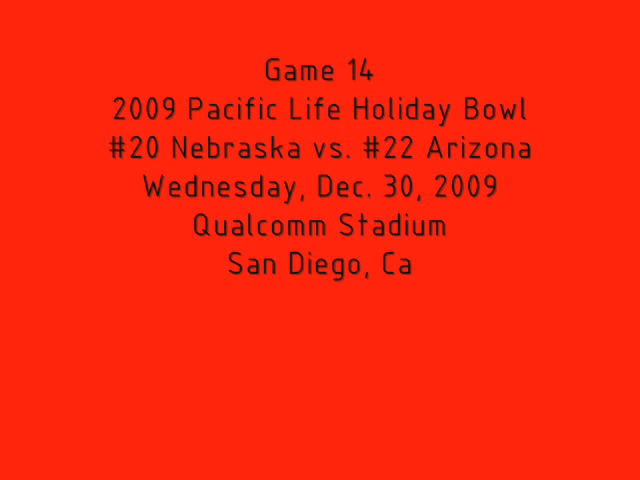 Game 14
2009 Pacific Life Holiday Bowl
#20 Nebraska vs. #22 Arizona
Wednesday, Dec. 30, 2009
Qualcomm Stadium
San Diego, Ca